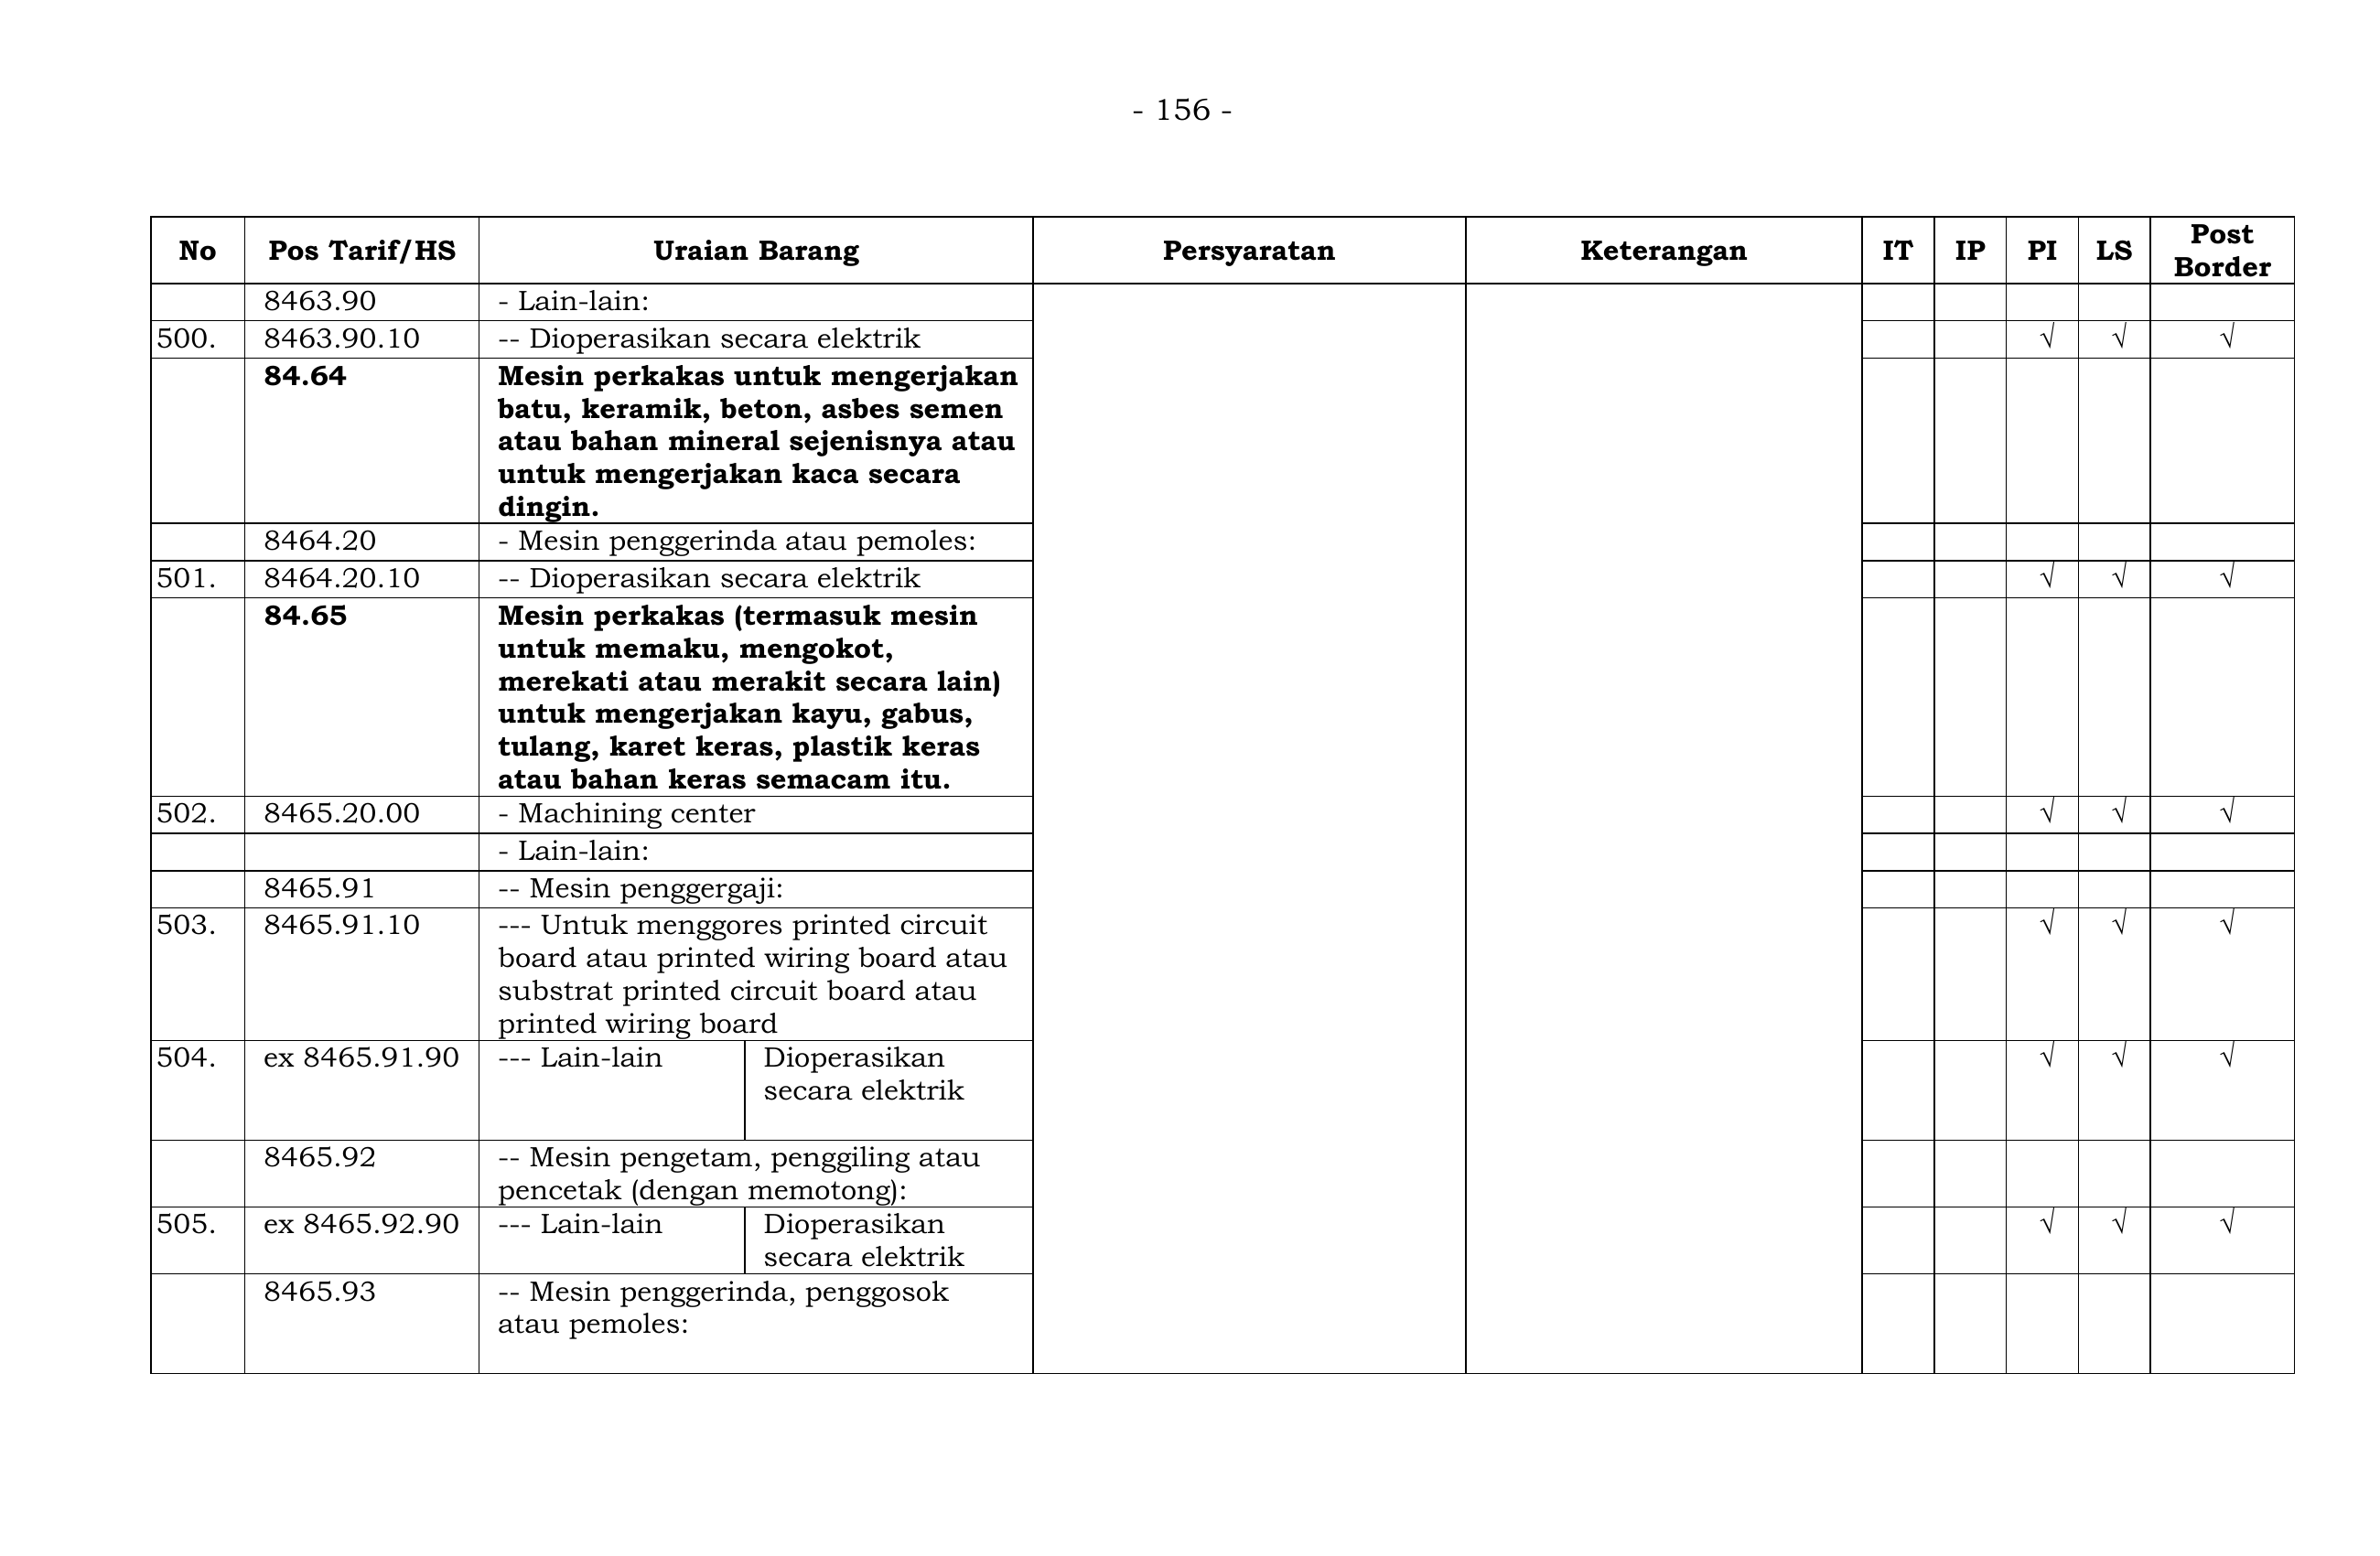 - 156 -
No Pos Tarif/HS Uraian Barang Persyaratan Keterangan IT IP PI LS Post Border
8463.90 - Lain-lain:
500. 8463.90.10 -- Dioperasikan secara elektrik √ √ √
84.64 Mesin perkakas untuk mengerjakan
batu, keramik, beton, asbes semen
atau bahan mineral sejenisnya atau
untuk mengerjakan kaca secara
dingin.
8464.20 - Mesin penggerinda atau pemoles:
501. 8464.20.10 -- Dioperasikan secara elektrik √ √ √
84.65 Mesin perkakas (termasuk mesin
untuk memaku, mengokot,
merekati atau merakit secara lain)
untuk mengerjakan kayu, gabus,
tulang, karet keras, plastik keras
atau bahan keras semacam itu.
502. 8465.20.00 - Machining center √ √ √
- Lain-lain:
8465.91 -- Mesin penggergaji:
503. 8465.91.10 --- Untuk menggores printed circuit √ √ √
board atau printed wiring board atau
substrat printed circuit board atau
printed wiring board
504. ex 8465.91.90 --- Lain-lain Dioperasikan √ √ √
secara elektrik
8465.92 -- Mesin pengetam, penggiling atau
pencetak (dengan memotong):
505. ex 8465.92.90 --- Lain-lain Dioperasikan √ √ √
secara elektrik
8465.93 -- Mesin penggerinda, penggosok
atau pemoles: